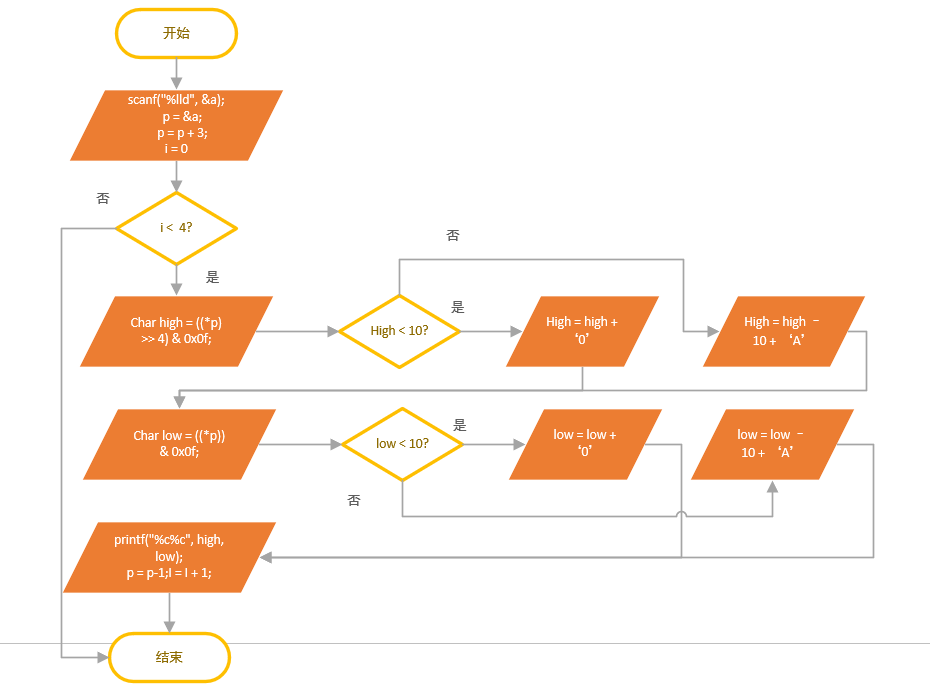 开始
scanf("%lld", &a);
p = &a;
p = p + 3;
i = 0
否
i < 4?
是
Char high = ((*p)
>> 4) & 0x0f;
否
High < 10?
是
High = high +
‘0’
High = high －
10 + ‘A’
Char low = ((*p))
& 0x0f;
low < 10?
是
否
low = low +
‘0’
low = low －
10 + ‘A’
printf("%c%c", high,
low);
p = p-1;I = I + 1;
结束